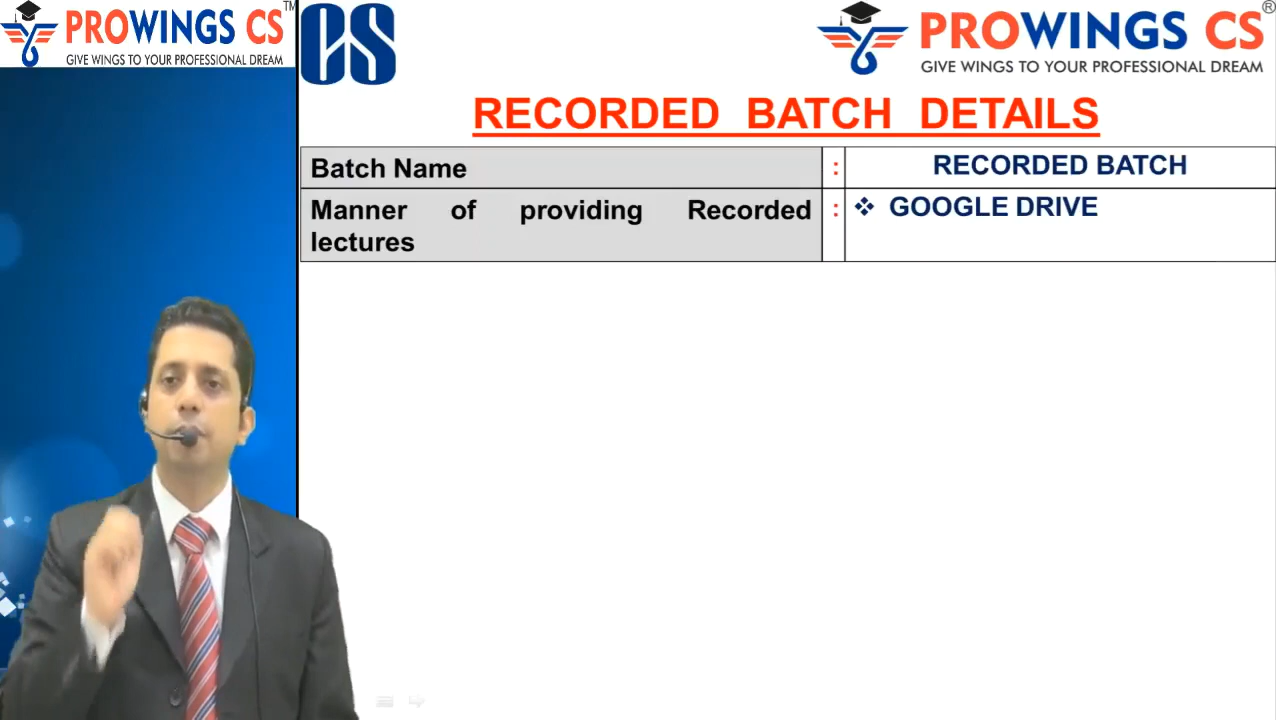 PROWINGS CS™
GIVE WINGS TO YOUR PROFESSIONAL DREAM
CS
PROWINGS CS®
GIVE WINGS TO YOUR PROFESSIONAL DREAM
RECORDED BATCH DETAILS
Batch Name : RECORDED BATCH
Manner of providing Recorded : ❖ GOOGLE DRIVE
lectures